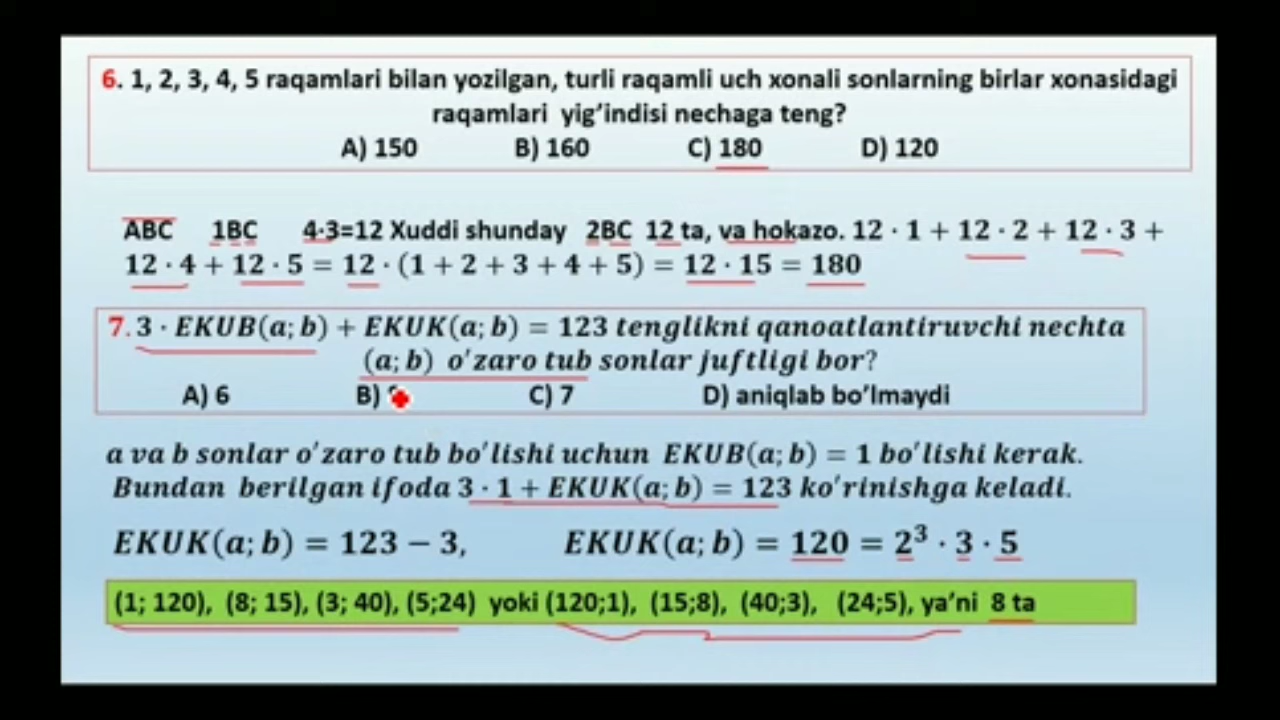 6. 1, 2, 3, 4, 5 raqamlari bilan yozilgan, turli raqamli uch xonali sonlarning birlar xonasidagi
raqamlari yig’indisi nechaga teng?
A) 150 B) 160 C) 180 D) 120
ABC 1BC 4·3=12 Xuddi shunday 2BC 12 ta, va hokazo. 12 · 1 + 12 · 2 + 12 · 3 +
12 · 4 + 12 · 5 = 12 · (1 + 2 + 3 + 4 + 5) = 12 · 15 = 180
7. 3 · EKUB(a; b) + EKUK(a; b) = 123 tenglikni qanoatlantiruvchi nechta
(a; b) o′zaro tub sonlar juftligi bor?
A) 6 B) C) 7 D) aniqlab bo’lmaydi
a va b sonlar o′zaro tub bo′lishi uchun EKUB(a; b) = 1 bo′lishi kerak.
Bundan berilgan ifoda 3 · 1 + EKUK(a; b) = 123 ko′rinishga keladi.
EKUK(a; b) = 123 − 3, EKUK(a; b) = 120 = 2³ · 3 · 5
(1; 120), (8; 15), (3; 40), (5;24) yoki (120;1), (15;8), (40;3), (24;5), ya’ni 8 ta